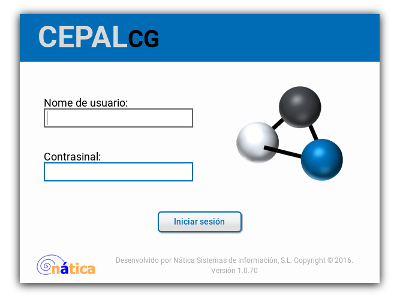 CEPALCG
Nome de usuario:
Contrasinal:
Iniciar sesión
nática
Desenvolvido por Nática Sistemas de Información, S.L. Copyright © 2016.
Versión 1.0.70